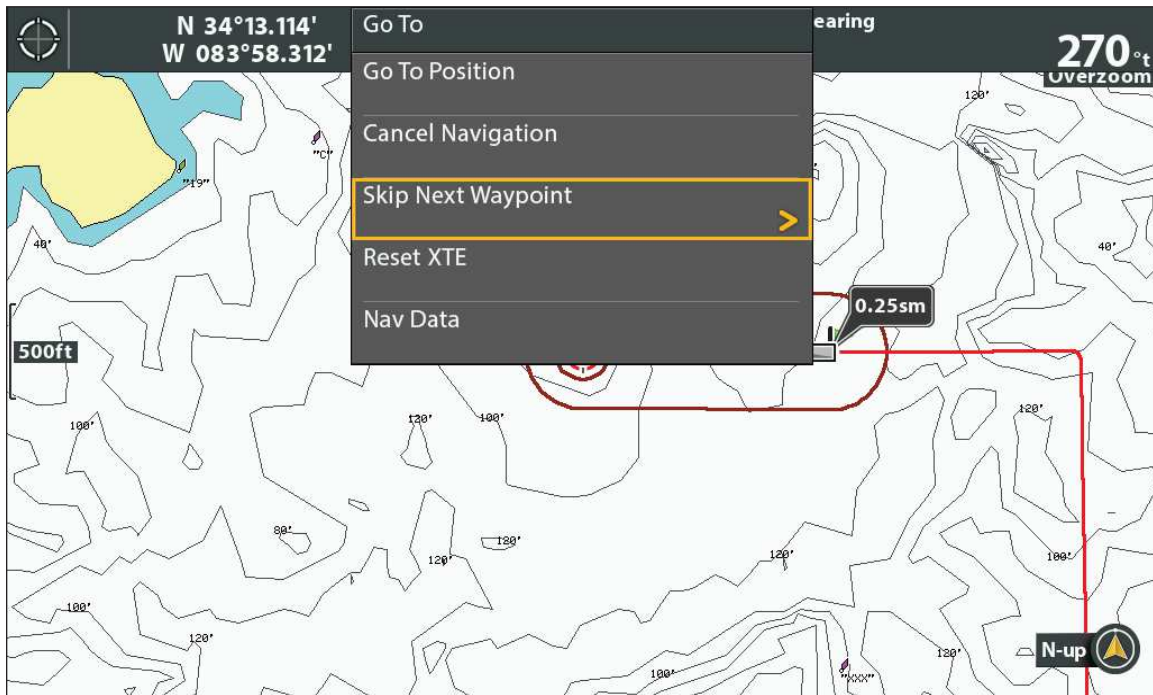 N 34°13.114'
W 083°58.312'
Go To
earing
270°t
Overzoom
Go To Position
Cancel Navigation
Skip Next Waypoint
>
Reset XTE
Nav Data
120'
"C"
"19"
40'
40'
0.25sm
500ft
100'
120'
100'
120'
80'
120'
120'
120'
100'
100'
120'
120'
100'
"XXX"
N-up